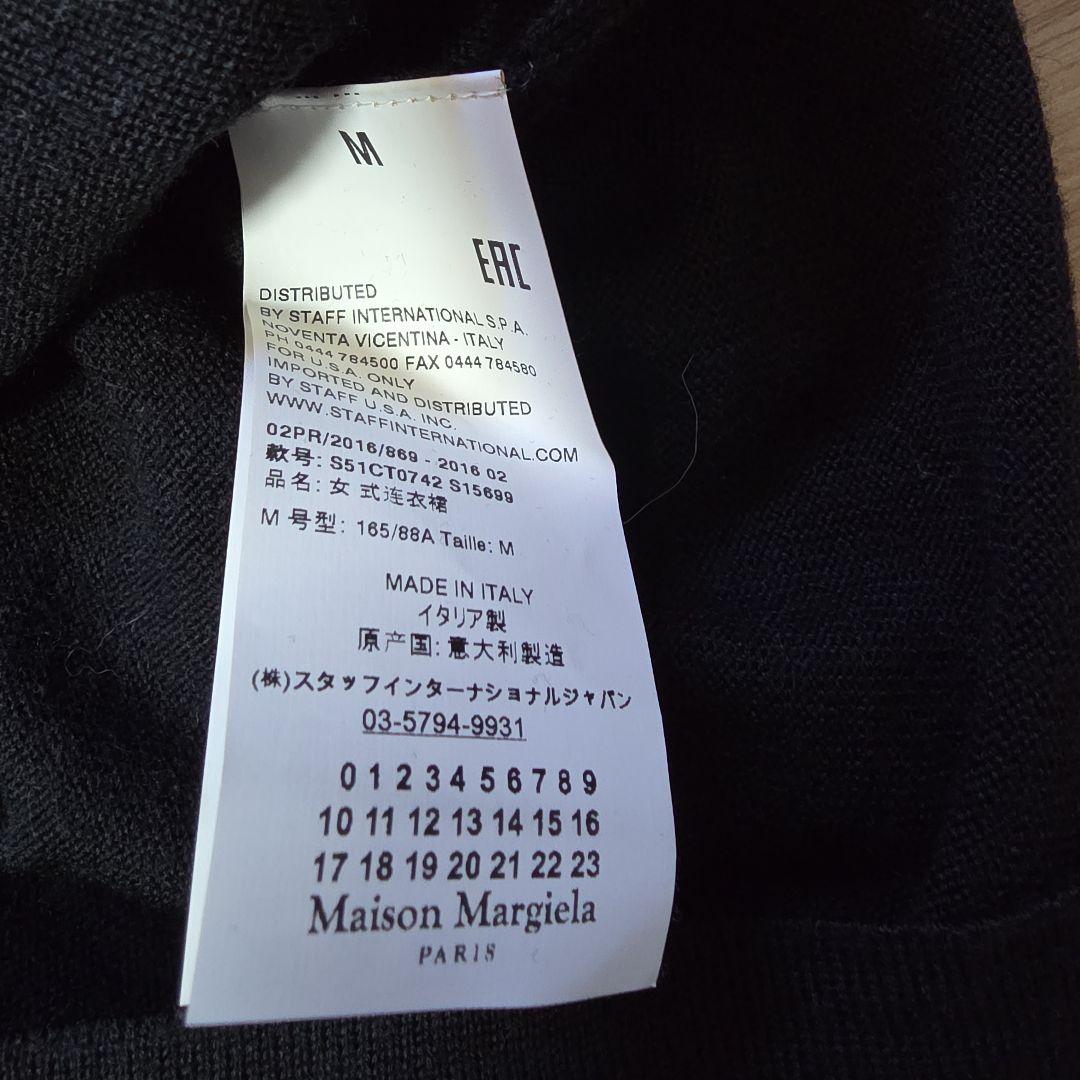 M
EAC
DISTRIBUTED
BY STAFF INTERNATIONAL S.P.A.
NOVENTA VICENTINA - ITALY
PH 0444 784500 FAX 0444 784580
FOR U.S.A. ONLY
IMPORTED AND DISTRIBUTED
BY STAFF U.S.A. INC.
WWW.STAFFINTERNATIONAL.COM
02PR/2016/869 - 2016 02
款号: S51CT0742 S15699
品名: 女 式连衣裙
M 号型: 165/88A Taille: M
MADE IN ITALY
イタリア製
原产国: 意大利製造
(株)スタッフインターナショナルジャパン
03-5794-9931
0 1 2 3 4 5 6 7 8 9
10 11 12 13 14 15 16
17 18 19 20 21 22 23
Maison Margiela
PARIS